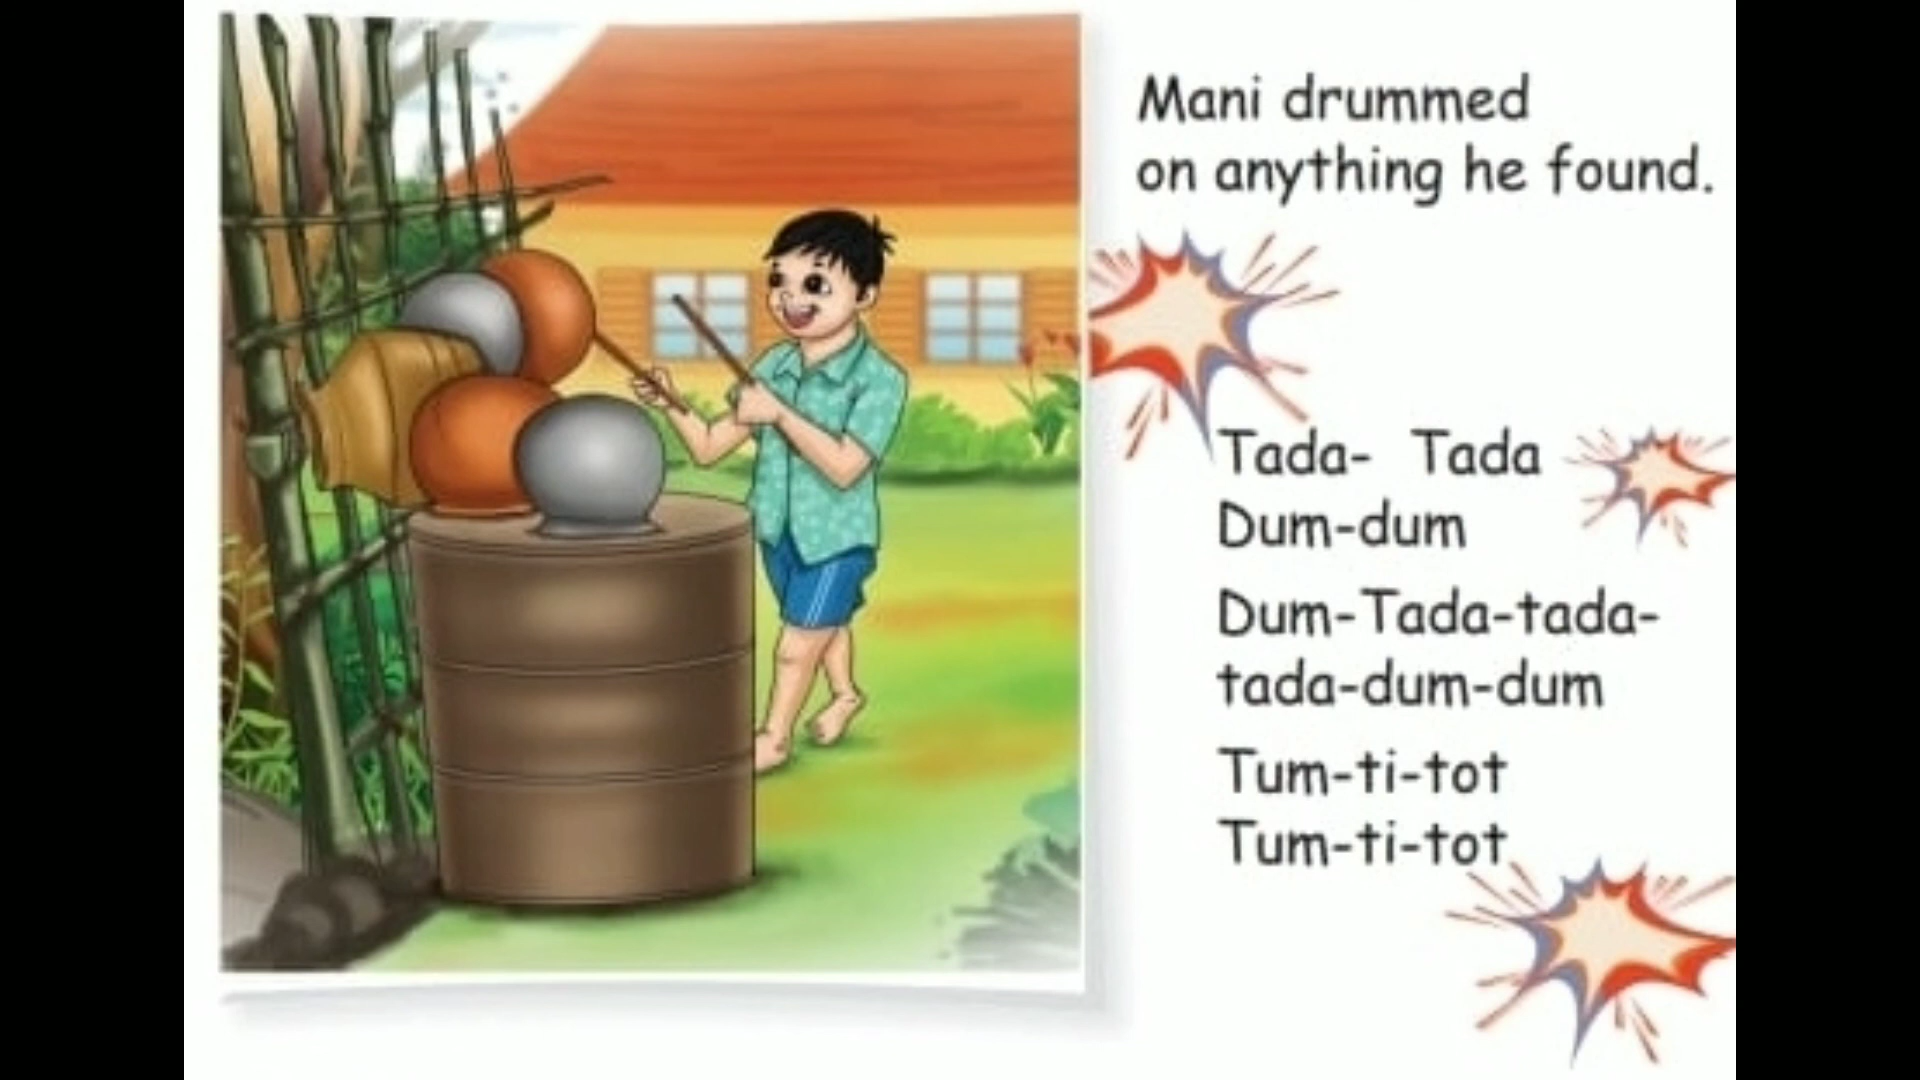 Mani drummed
on anything he found.
Tada- Tada
Dum-dum
Dum-Tada-tada-
tada-dum-dum
Tum-ti-tot
Tum-ti-tot